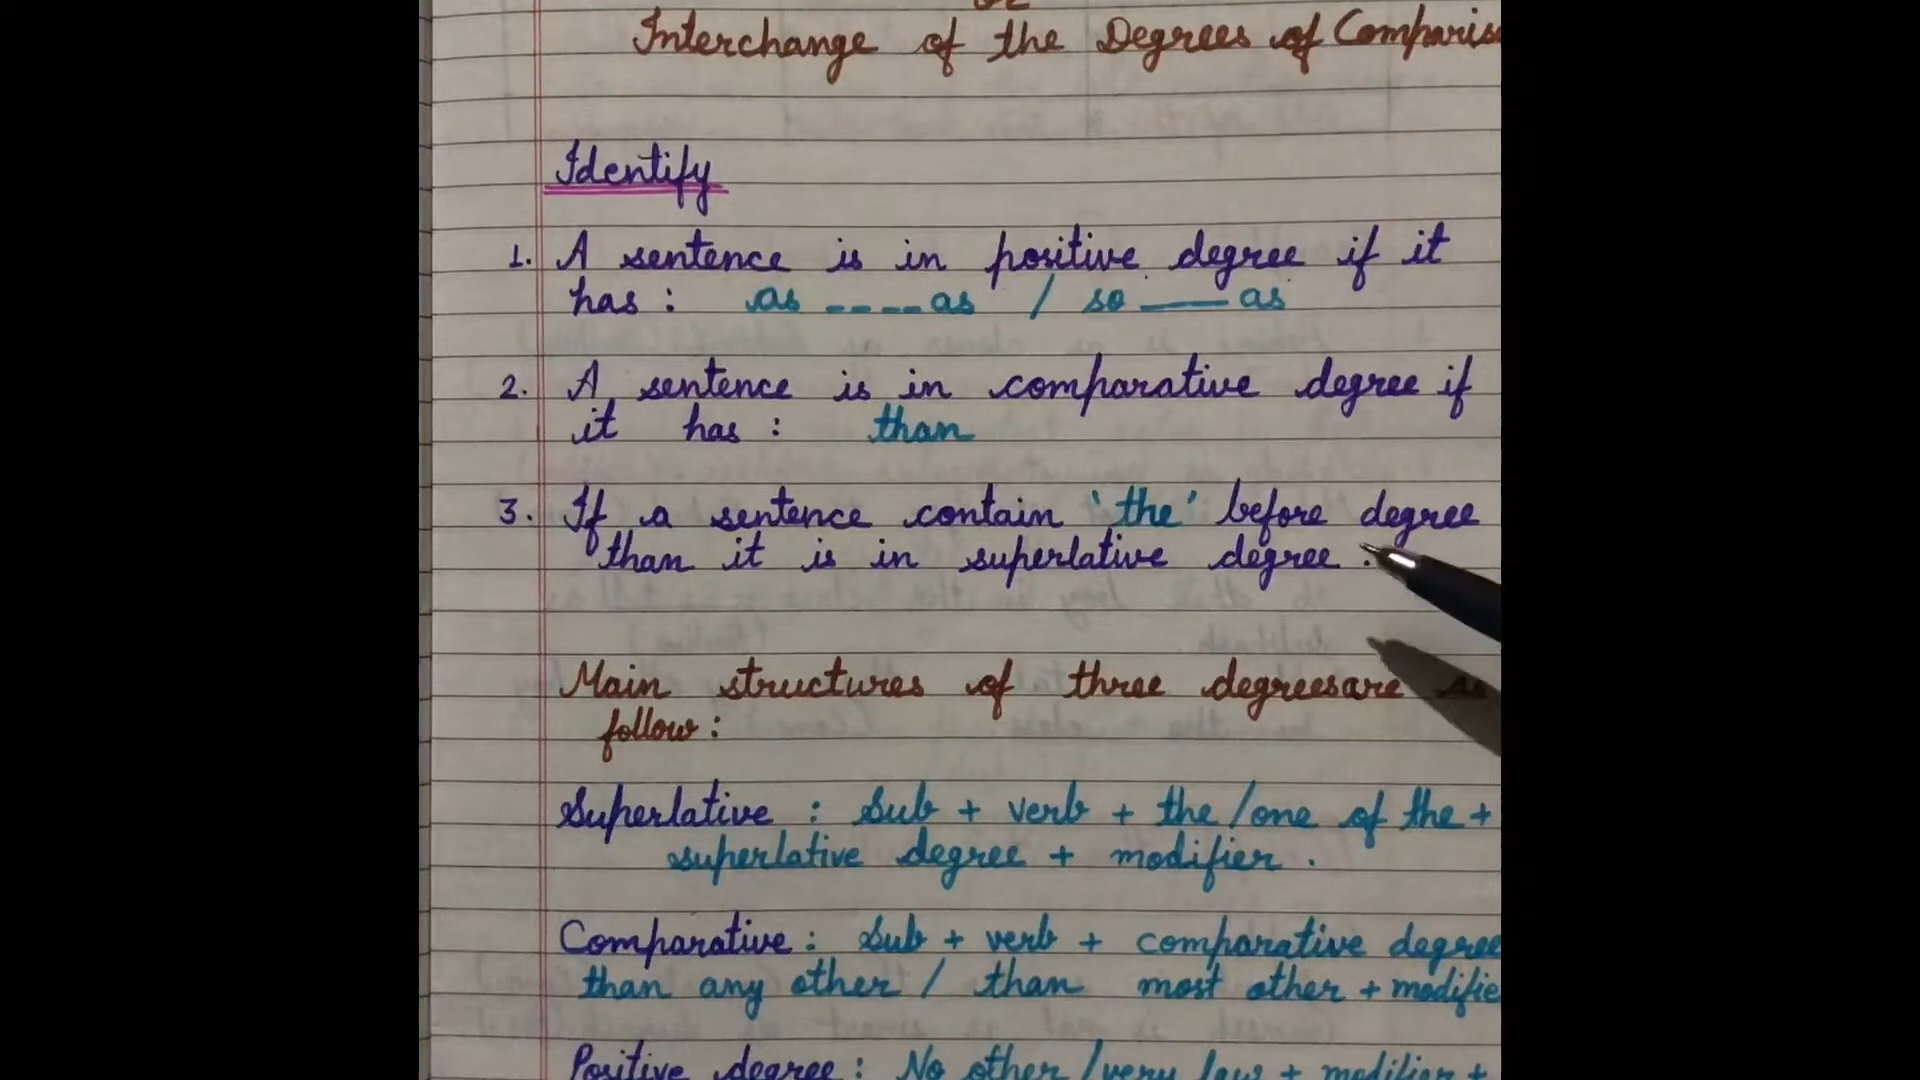 Interchange of the Degrees of Comparis
Identify
1. A sentence is in positive degree if it
has : as ----as / so ___ as
2. A sentence is in comparative degree if
it has : than
3. If a sentence contain 'the' before degree
than it is in superlative degree .
Main structures of three degreesare as
follow :
Superlative : Sub + verb + the /one of the +
superlative degree + modifier .
Comparative : Sub + verb + comparative degree
than any other / than most other + modifie
Positive degree : No other /very few + modifier +